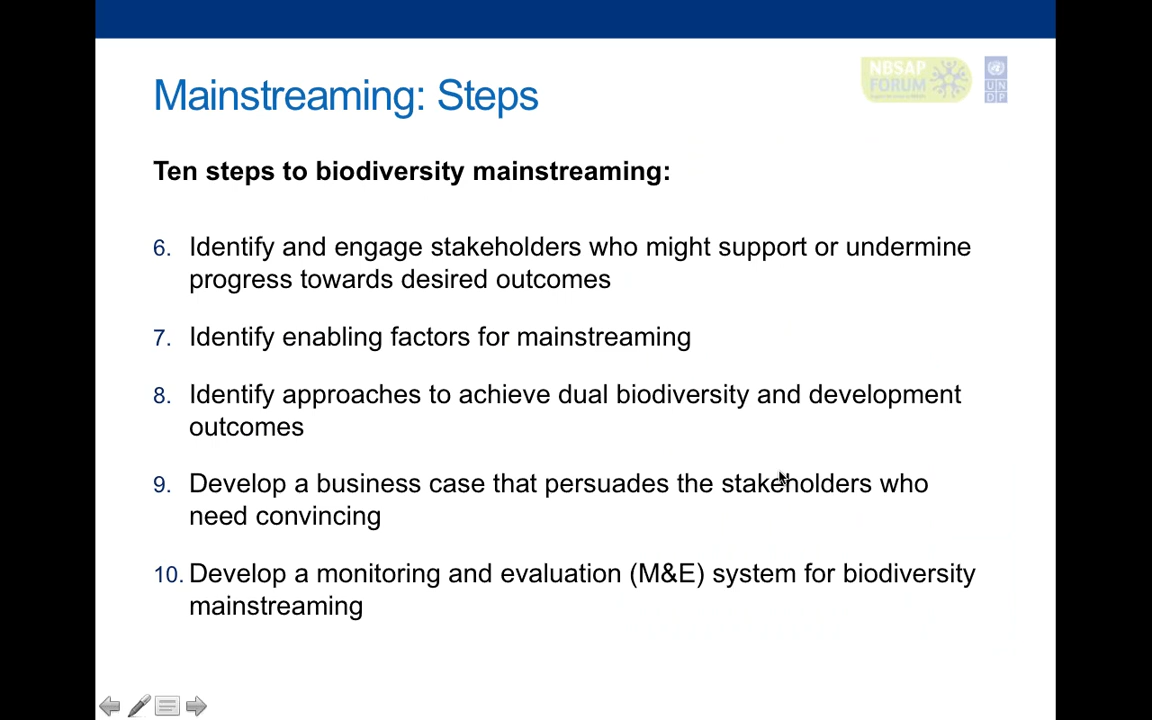 Mainstreaming: Steps
NBSAP
FORUM
UN
DP
Ten steps to biodiversity mainstreaming:
6. Identify and engage stakeholders who might support or undermine
progress towards desired outcomes
7. Identify enabling factors for mainstreaming
8. Identify approaches to achieve dual biodiversity and development
outcomes
9. Develop a business case that persuades the stakeholders who
need convincing
10. Develop a monitoring and evaluation (M&E) system for biodiversity
mainstreaming